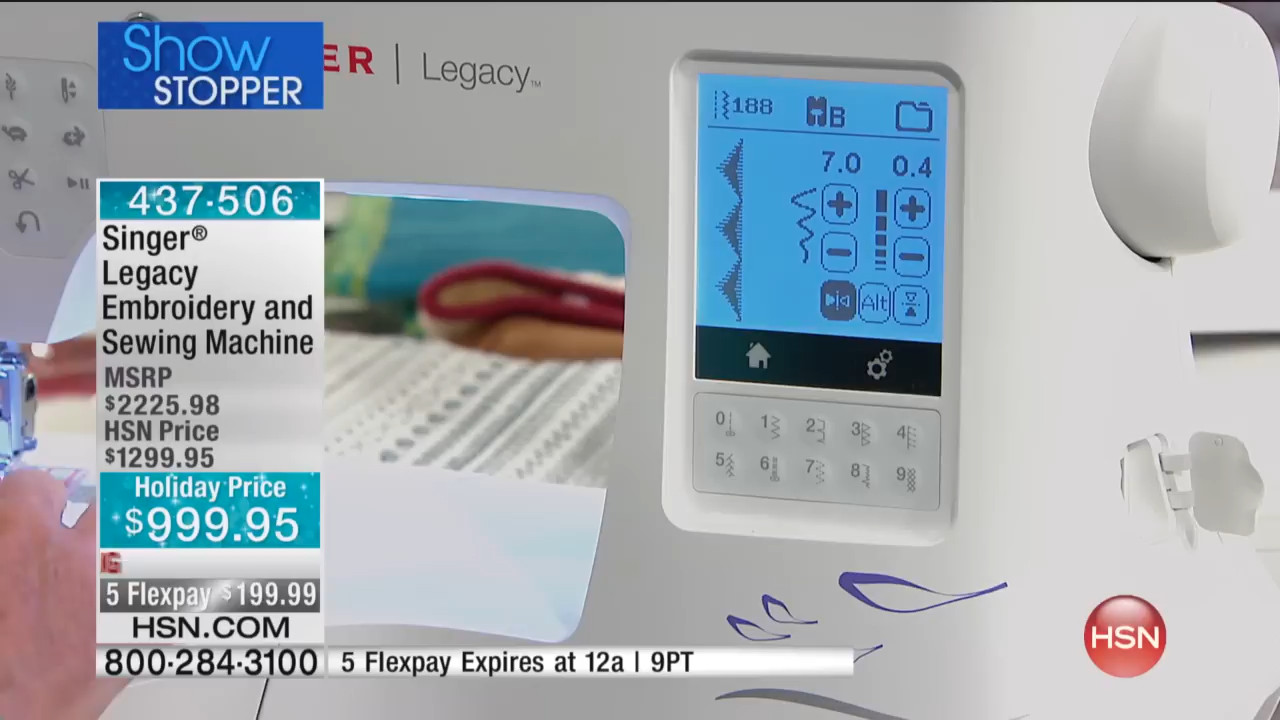 Show
STOPPER
ER | Legacy™
437·506
Singer®
Legacy
Embroidery and
Sewing Machine
MSRP
$2225.98
HSN Price
$1299.95
Holiday Price
$999.95
5 Flexpay $199.99
HSN.COM
800·284·3100
5 Flexpay Expires at 12a | 9PT
188 B
7.0 0.4
Alt
0 1 2 3 4
5 6 7 8 9
HSN